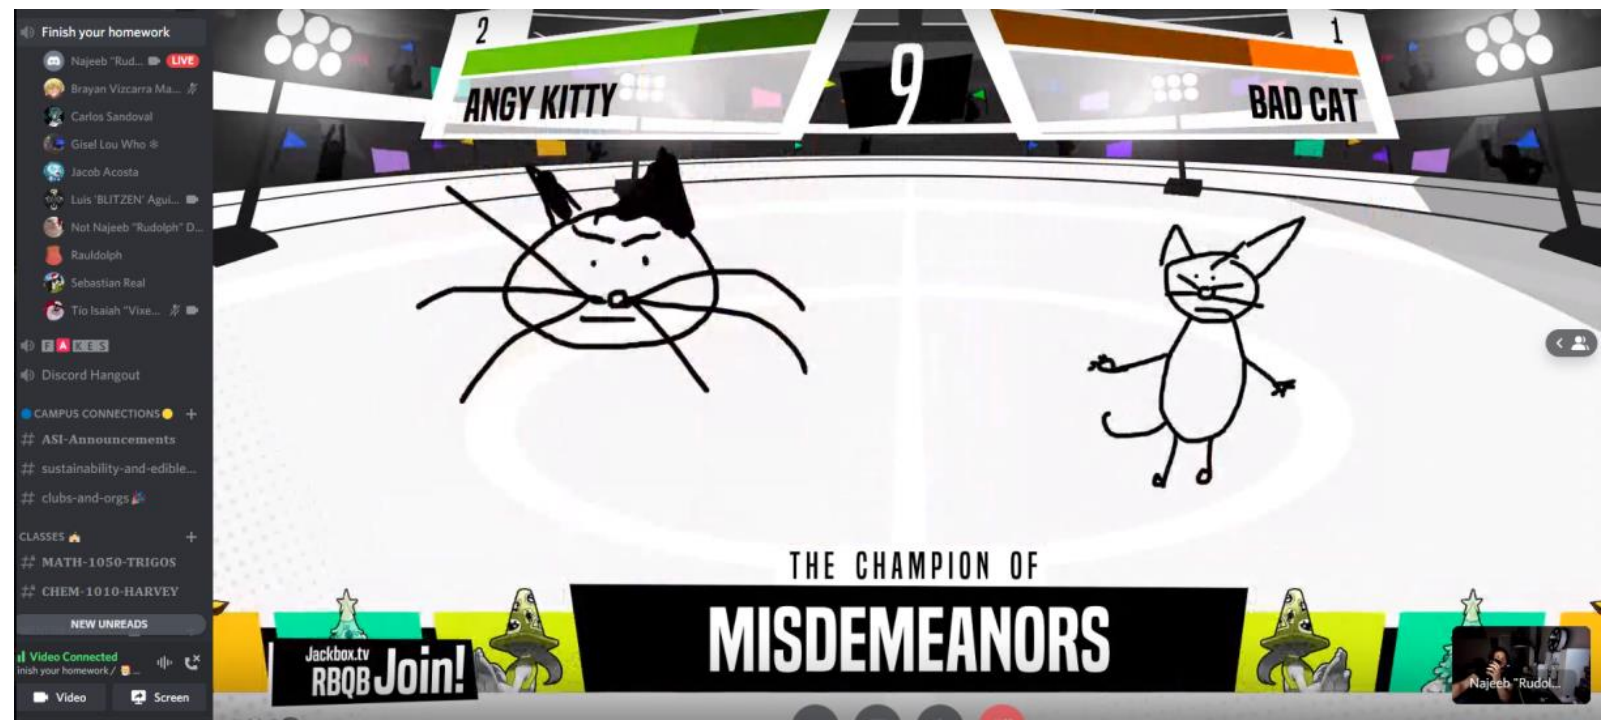 Finish your homework
Najeeb "Rud... LIVE
Brayan Vizcarra Ma...
Carlos Sandoval
Gisel Lou Who ❄
Jacob Acosta
Luis 'BLITZEN' Agui...
Not Najeeb "Rudolph" D...
Rauldolph
Sebastian Real
Tío Isaiah "Vixe...
FAKES
Discord Hangout
🔵 CAMPUS CONNECTIONS 🟡 +
# ASI-Announcements
# sustainability-and-edible...
# clubs-and-orgs🎉
CLASSES 🏫 +
# MATH-1050-TRIGOS
# CHEM-1010-HARVEY
NEW UNREADS
Video Connected
inish your homework / ...
Video Screen
2 9 1
ANGY KITTY BAD CAT
THE CHAMPION OF
MISDEMEANORS
Jackbox.tv
RBQB Join!
Najeeb "Rudol...